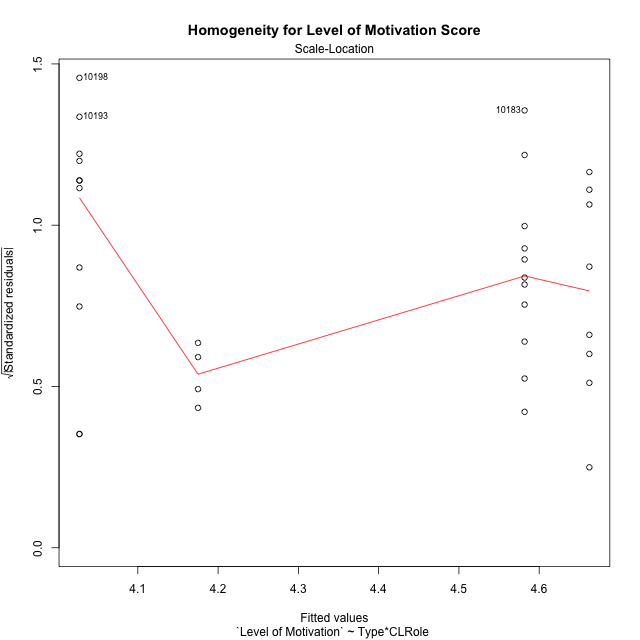 Homogeneity for Level of Motivation Score
Scale-Location
1.5
10198
10193
10183
1.0
√|Standardized residuals|
0.5
0.0
4.1 4.2 4.3 4.4 4.5 4.6
Fitted values
`Level of Motivation` ~ Type*CLRole